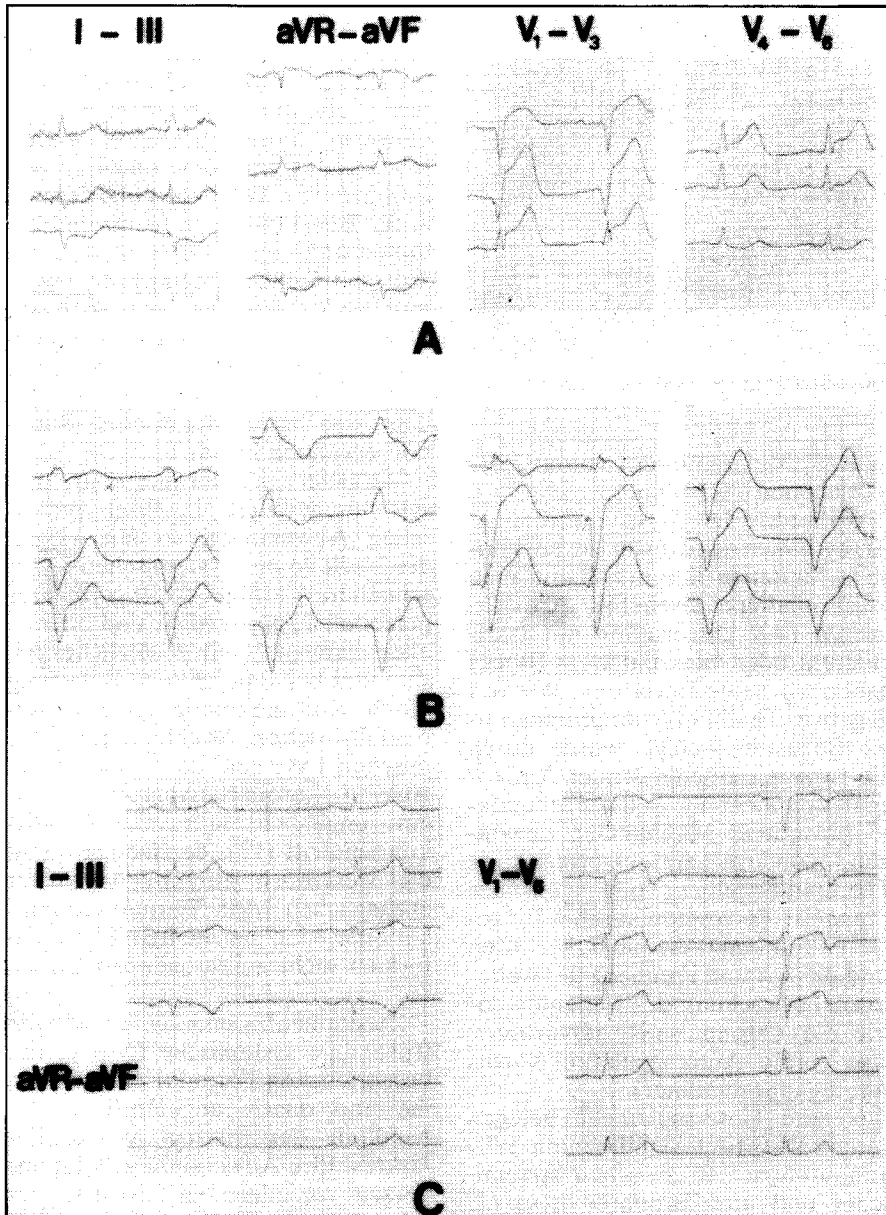 I – III aVR–aVF V₁ – V₃ V₄ – V₆
A
B
I – III V₁–V₆
aVR–aVF
C